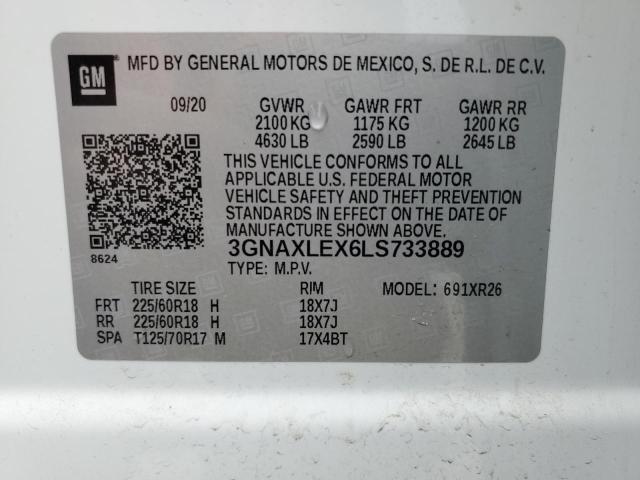 GM
MFD BY GENERAL MOTORS DE MEXICO, S. DE R.L. DE C.V.
09/20 GVWR GAWR FRT GAWR RR
2100 KG 1175 KG 1200 KG
4630 LB 2590 LB 2645 LB
THIS VEHICLE CONFORMS TO ALL
APPLICABLE U.S. FEDERAL MOTOR
VEHICLE SAFETY AND THEFT PREVENTION
STANDARDS IN EFFECT ON THE DATE OF
MANUFACTURE SHOWN ABOVE.
8624 3GNAXLEX6LS733889
TYPE: M.P.V.
TIRE SIZE RIM MODEL: 691XR26
FRT 225/60R18 H 18X7J
RR 225/60R18 H 18X7J
SPA T125/70R17 M 17X4BT